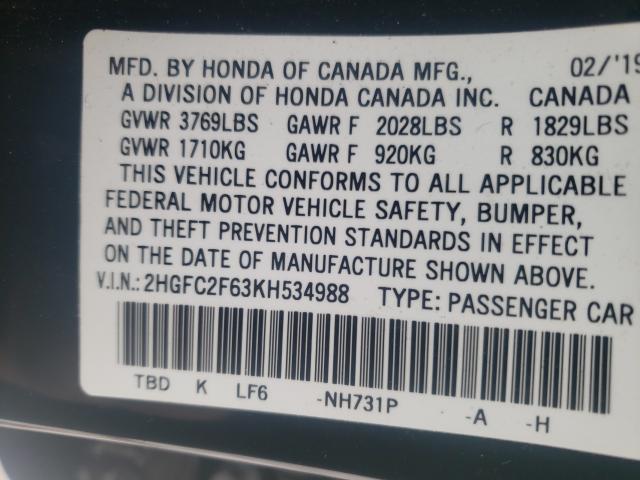 MFD. BY HONDA OF CANADA MFG., 02/'19
A DIVISION OF HONDA CANADA INC. CANADA
GVWR 3769LBS GAWR F 2028LBS R 1829LBS
GVWR 1710KG GAWR F 920KG R 830KG
THIS VEHICLE CONFORMS TO ALL APPLICABLE
FEDERAL MOTOR VEHICLE SAFETY, BUMPER,
AND THEFT PREVENTION STANDARDS IN EFFECT
ON THE DATE OF MANUFACTURE SHOWN ABOVE.
V.I.N.:2HGFC2F63KH534988 TYPE: PASSENGER CAR
TBD K LF6 -NH731P -A -H